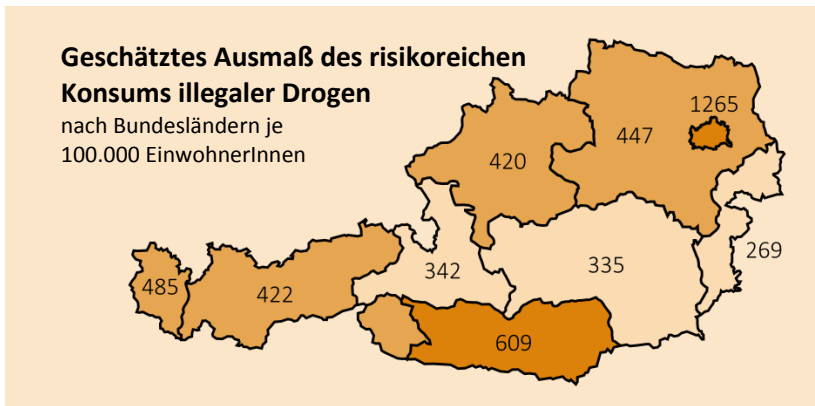 Geschätztes Ausmaß des risikoreichen
Konsums illegaler Drogen
nach Bundesländern je
100.000 EinwohnerInnen
1265
447
420
269
335
342
485
422
609